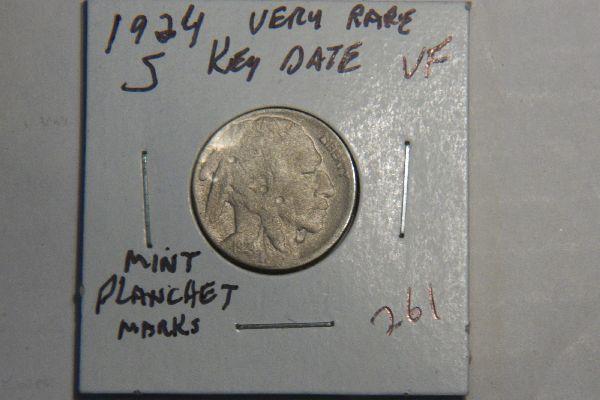 1924 VERY RARE
S KEY DATE VF
LIBERTY
MINT
PLANCHET
MARKS
261